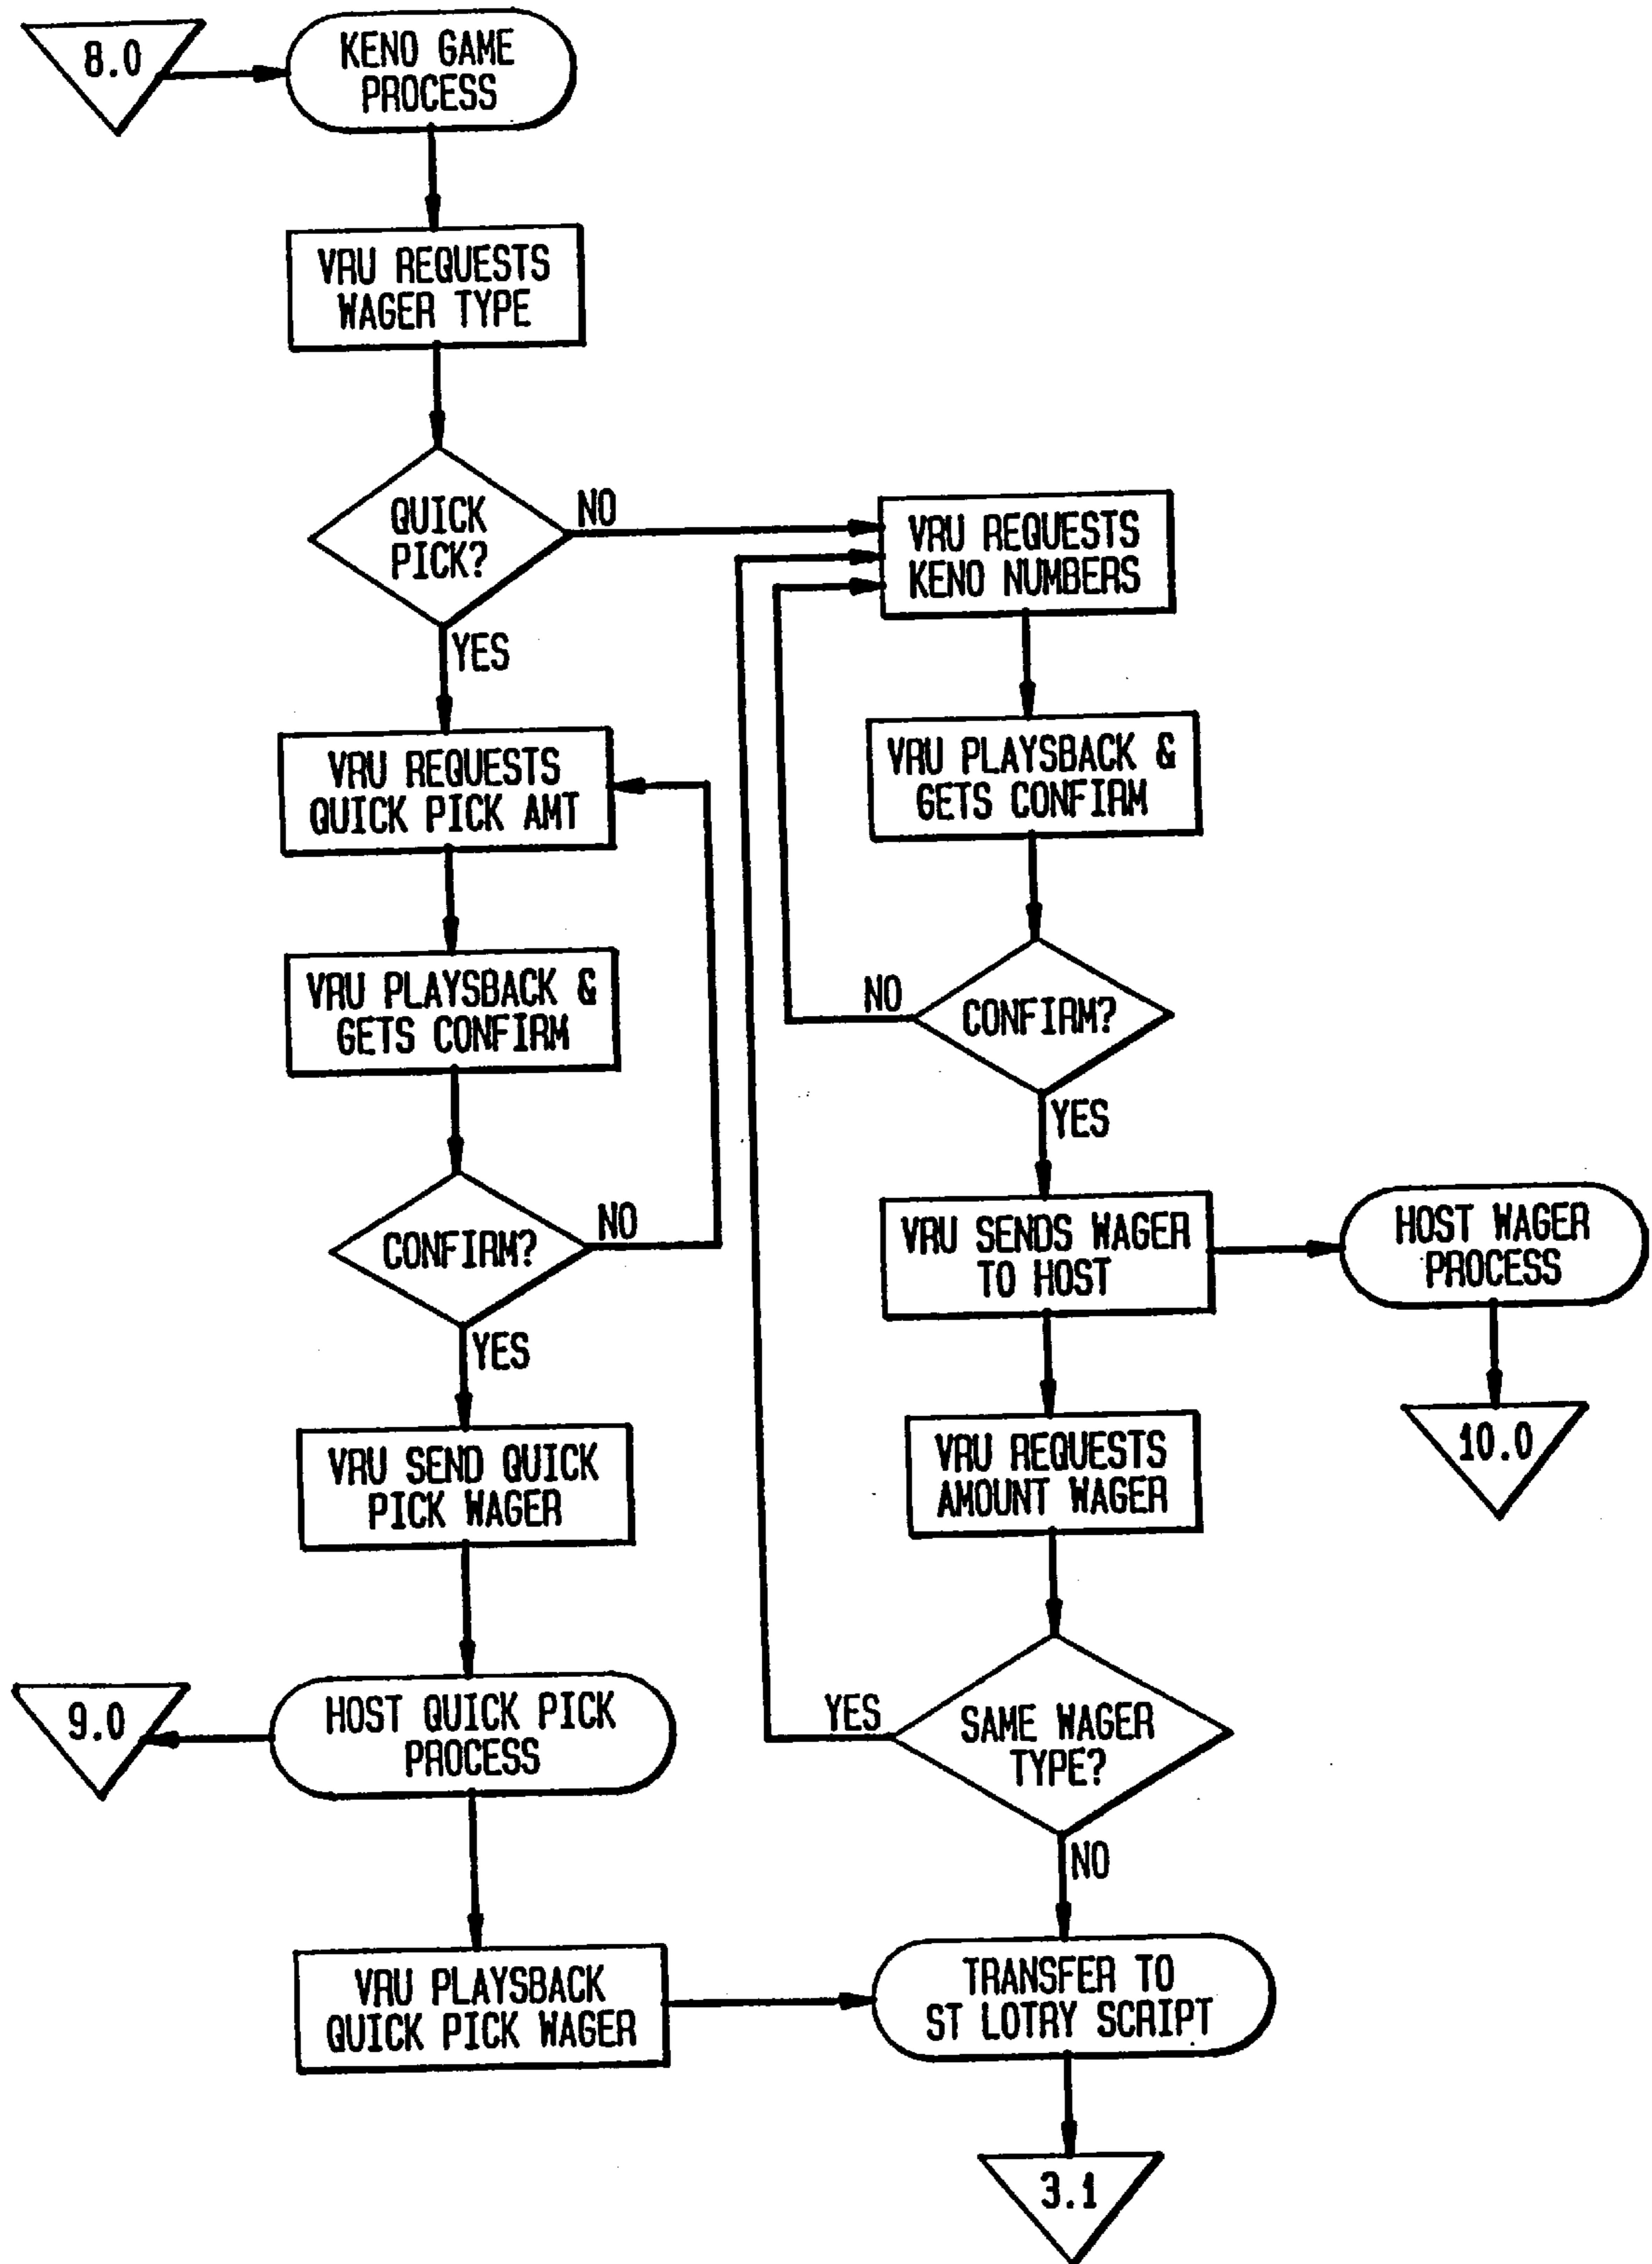 8.0
KENO GAME
PROCESS
VRU REQUESTS
WAGER TYPE
QUICK
PICK?
NO
YES
VRU REQUESTS
KENO NUMBERS
VRU REQUESTS
QUICK PICK AMT
VRU PLAYSBACK &
GETS CONFIRM
VRU PLAYSBACK &
GETS CONFIRM
CONFIRM?
NO
YES
CONFIRM?
NO
YES
VRU SENDS WAGER
TO HOST
HOST WAGER
PROCESS
10.0
VRU SEND QUICK
PICK WAGER
VRU REQUESTS
AMOUNT WAGER
9.0
HOST QUICK PICK
PROCESS
SAME WAGER
TYPE?
YES
NO
VRU PLAYSBACK
QUICK PICK WAGER
TRANSFER TO
ST LOTRY SCRIPT
3.1